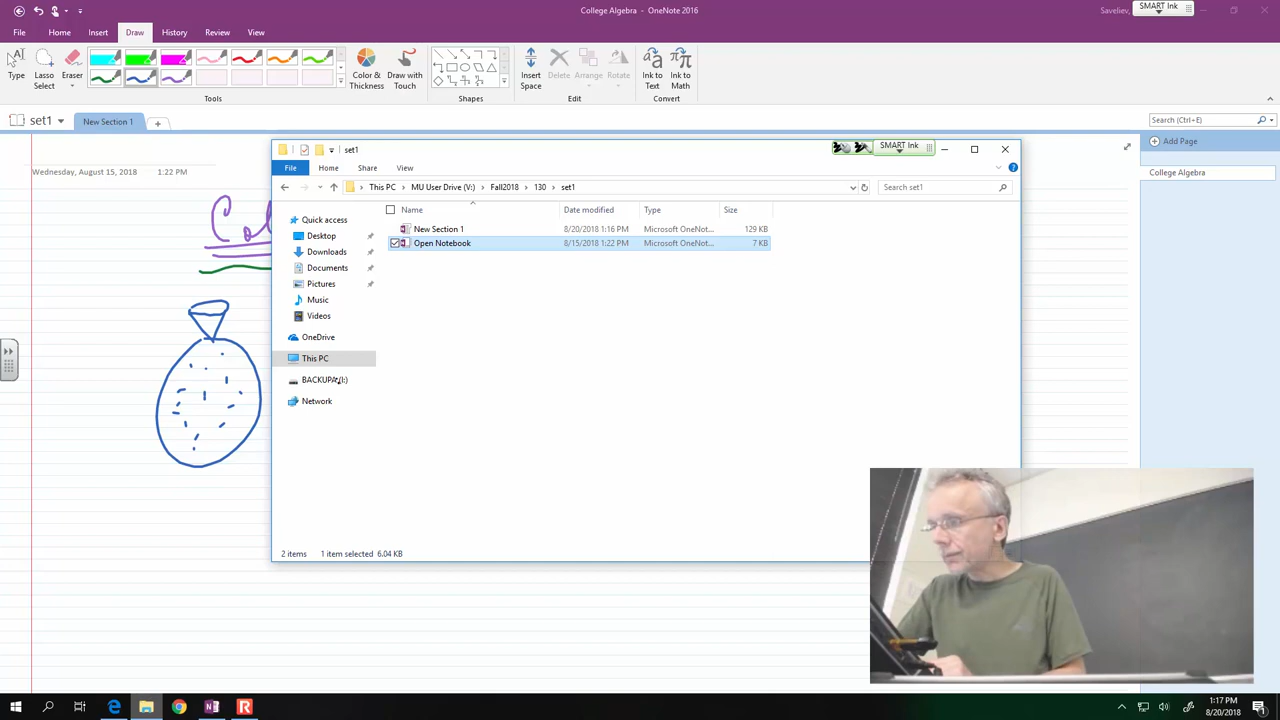 College Algebra - OneNote 2016
Saveliev,
SMART Ink
File Home Insert Draw History Review View
Type
Lasso Select
Eraser
Color & Thickness
Draw with Touch
Insert Space
Delete
Arrange
Rotate
Ink to Text
Ink to Math
Tools
Shapes
Edit
Convert
set1
New Section 1
Search (Ctrl+E)
Add Page
College Algebra
Wednesday, August 15, 2018 1:22 PM
Col
set1
SMART Ink
File Home Share View
This PC MU User Drive (V:) Fall2018 130 set1
Search set1
Name Date modified Type Size
New Section 1 8/20/2018 1:16 PM Microsoft OneNot... 129 KB
Open Notebook 8/15/2018 1:22 PM Microsoft OneNot... 7 KB
Quick access
Desktop
Downloads
Documents
Pictures
Music
Videos
OneDrive
This PC
BACKUPA (I:)
Network
2 items 1 item selected 6.04 KB
1:17 PM
8/20/2018